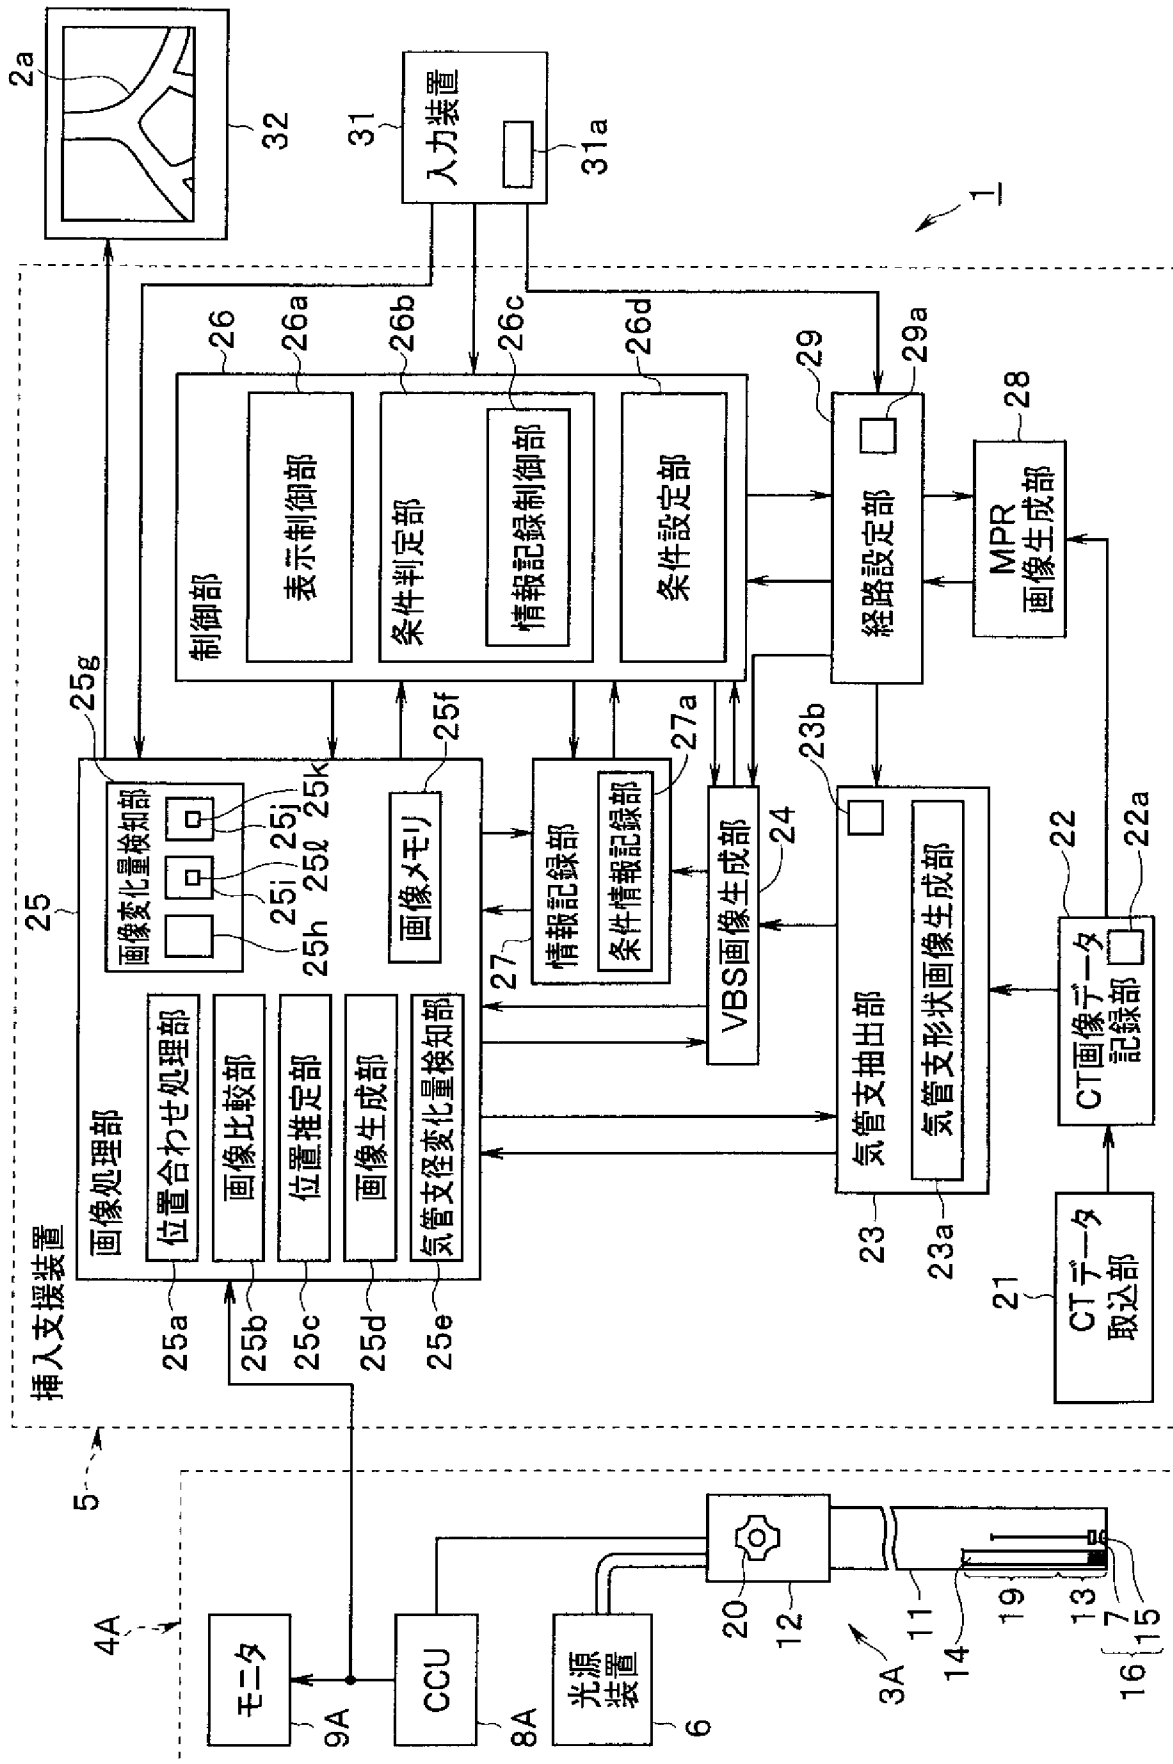 挿入支援装置
5
4A
モニタ
9A
CCU
8A
光源
装置
6
20
12
3A
11
14
19
13
7
15
16
画像処理部
25
位置合わせ処理部
25a
画像比較部
25b
位置推定部
25c
画像生成部
25d
気管支径変化量検知部
25e
画像変化量検知部
25g
25h
25i
25ℓ
25j
25k
画像メモリ
25f
情報記録部
27
条件情報記録部
27a
VBS画像生成部
24
気管支抽出部
23
23b
気管支形状画像生成部
23a
CTデータ
取込部
21
CT画像データ
記録部
22
22a
制御部
26
表示制御部
26a
条件判定部
26b
情報記録制御部
26c
条件設定部
26d
経路設定部
29
29a
MPR
画像生成部
28
2a
32
入力装置
31
31a
1